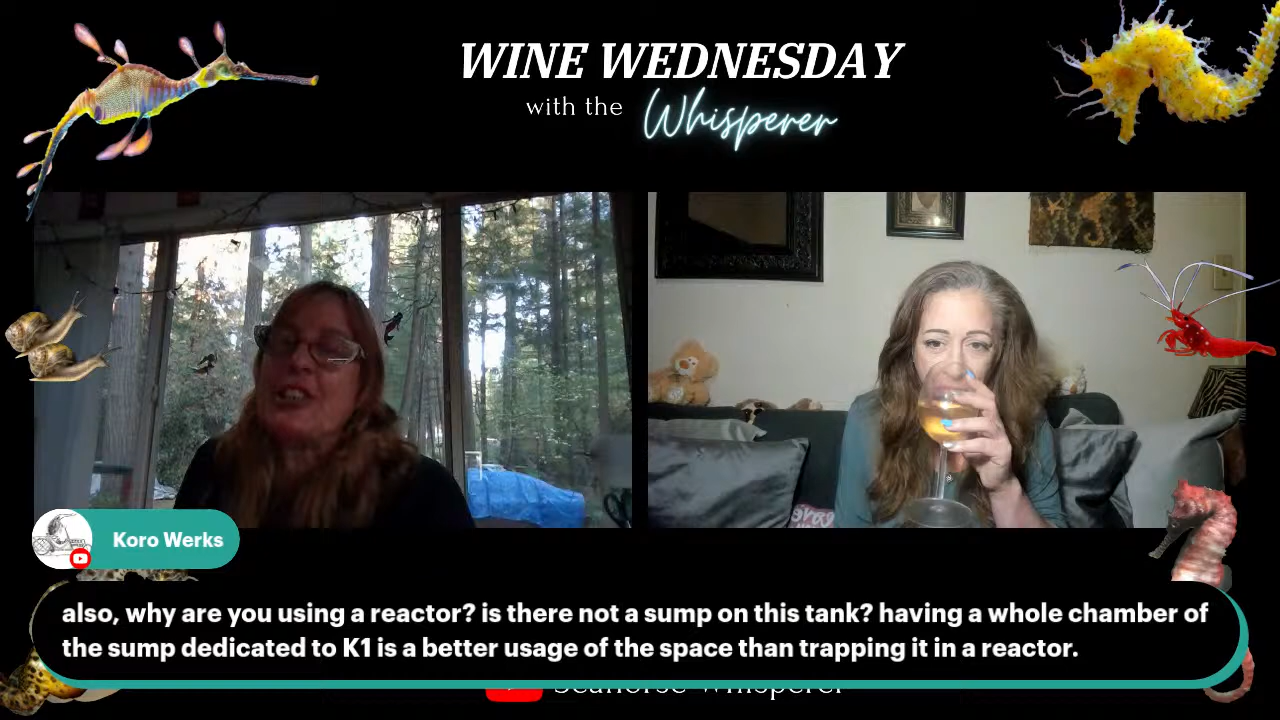 WINE WEDNESDAY
with the Whisperer
Koro Werks
also, why are you using a reactor? is there not a sump on this tank? having a whole chamber of
the sump dedicated to K1 is a better usage of the space than trapping it in a reactor.
Seahorse Whisperer